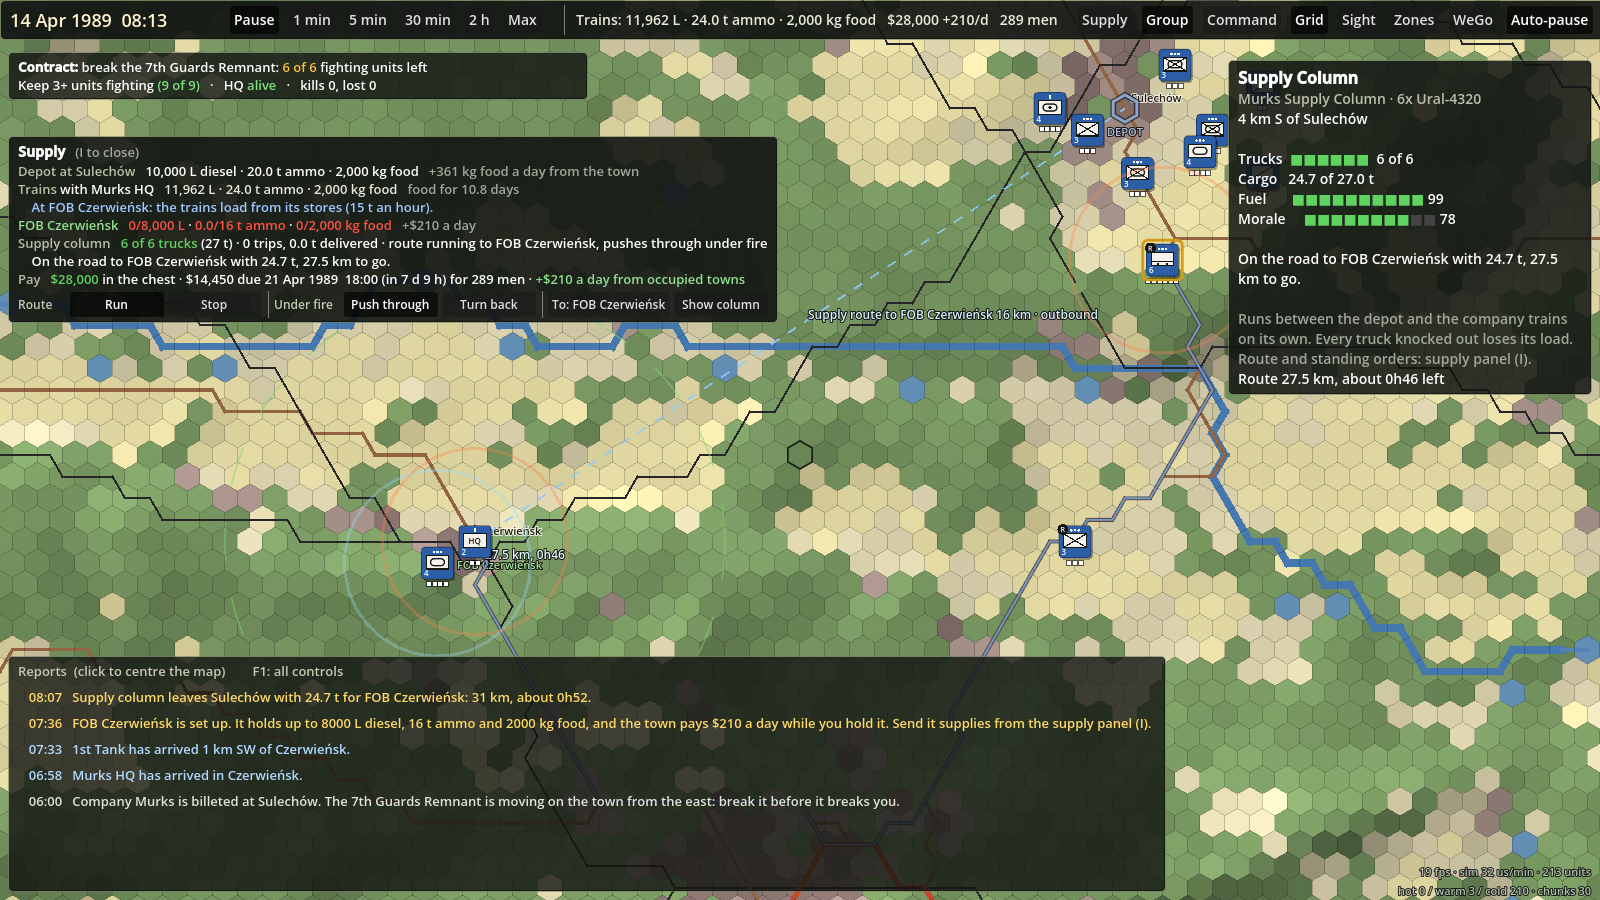 14 Apr 1989 08:13 Pause 1 min 5 min 30 min 2 h Max Trains: 11,962 L · 24.0 t ammo · 2,000 kg food $28,000 +210/d 289 men Supply Group Command Grid Sight Zones WeGo Auto-pause
Contract: break the 7th Guards Remnant: 6 of 6 fighting units left
Keep 3+ units fighting (9 of 9) · HQ alive · kills 0, lost 0
Supply (I to close)
Depot at Sulechów 10,000 L diesel · 20.0 t ammo · 2,000 kg food +361 kg food a day from the town
Trains with Murks HQ 11,962 L · 24.0 t ammo · 2,000 kg food food for 10.8 days
At FOB Czerwieńsk: the trains load from its stores (15 t an hour).
FOB Czerwieńsk 0/8,000 L · 0.0/16 t ammo · 0/2,000 kg food +$210 a day
Supply column 6 of 6 trucks (27 t) · 0 trips, 0.0 t delivered · route running to FOB Czerwieńsk, pushes through under fire
On the road to FOB Czerwieńsk with 24.7 t, 27.5 km to go.
Pay $28,000 in the chest · $14,450 due 21 Apr 1989 18:00 (in 7 d 9 h) for 289 men · +$210 a day from occupied towns
Route Run Stop Under fire Push through Turn back To: FOB Czerwieńsk Show column
Supply Column
Murks Supply Column · 6x Ural-4320
4 km S of Sulechów
Trucks 6 of 6
Cargo 24.7 of 27.0 t
Fuel 99
Morale 78
On the road to FOB Czerwieńsk with 24.7 t, 27.5
km to go.
Runs between the depot and the company trains
on its own. Every truck knocked out loses its load.
Route and standing orders: supply panel (I).
Route 27.5 km, about 0h46 left
3
Sulechów
4
3
DEPOT
4
3
R
6
Supply route to FOB Czerwieńsk 16 km · outbound
HQ
2
4
27.5 km, 0h46
FOB Czerwieńsk
R
3
Reports (click to centre the map) F1: all controls
08:07 Supply column leaves Sulechów with 24.7 t for FOB Czerwieńsk: 31 km, about 0h52.
07:36 FOB Czerwieńsk is set up. It holds up to 8000 L diesel, 16 t ammo and 2000 kg food, and the town pays $210 a day while you hold it. Send it supplies from the supply panel (I).
07:33 1st Tank has arrived 1 km SW of Czerwieńsk.
06:58 Murks HQ has arrived in Czerwieńsk.
06:00 Company Murks is billeted at Sulechów. The 7th Guards Remnant is moving on the town from the east: break it before it breaks you.
19 fps · sim 32 us/min · 213 units
hot 0 / warm 3 / cold 210 · chunks 30